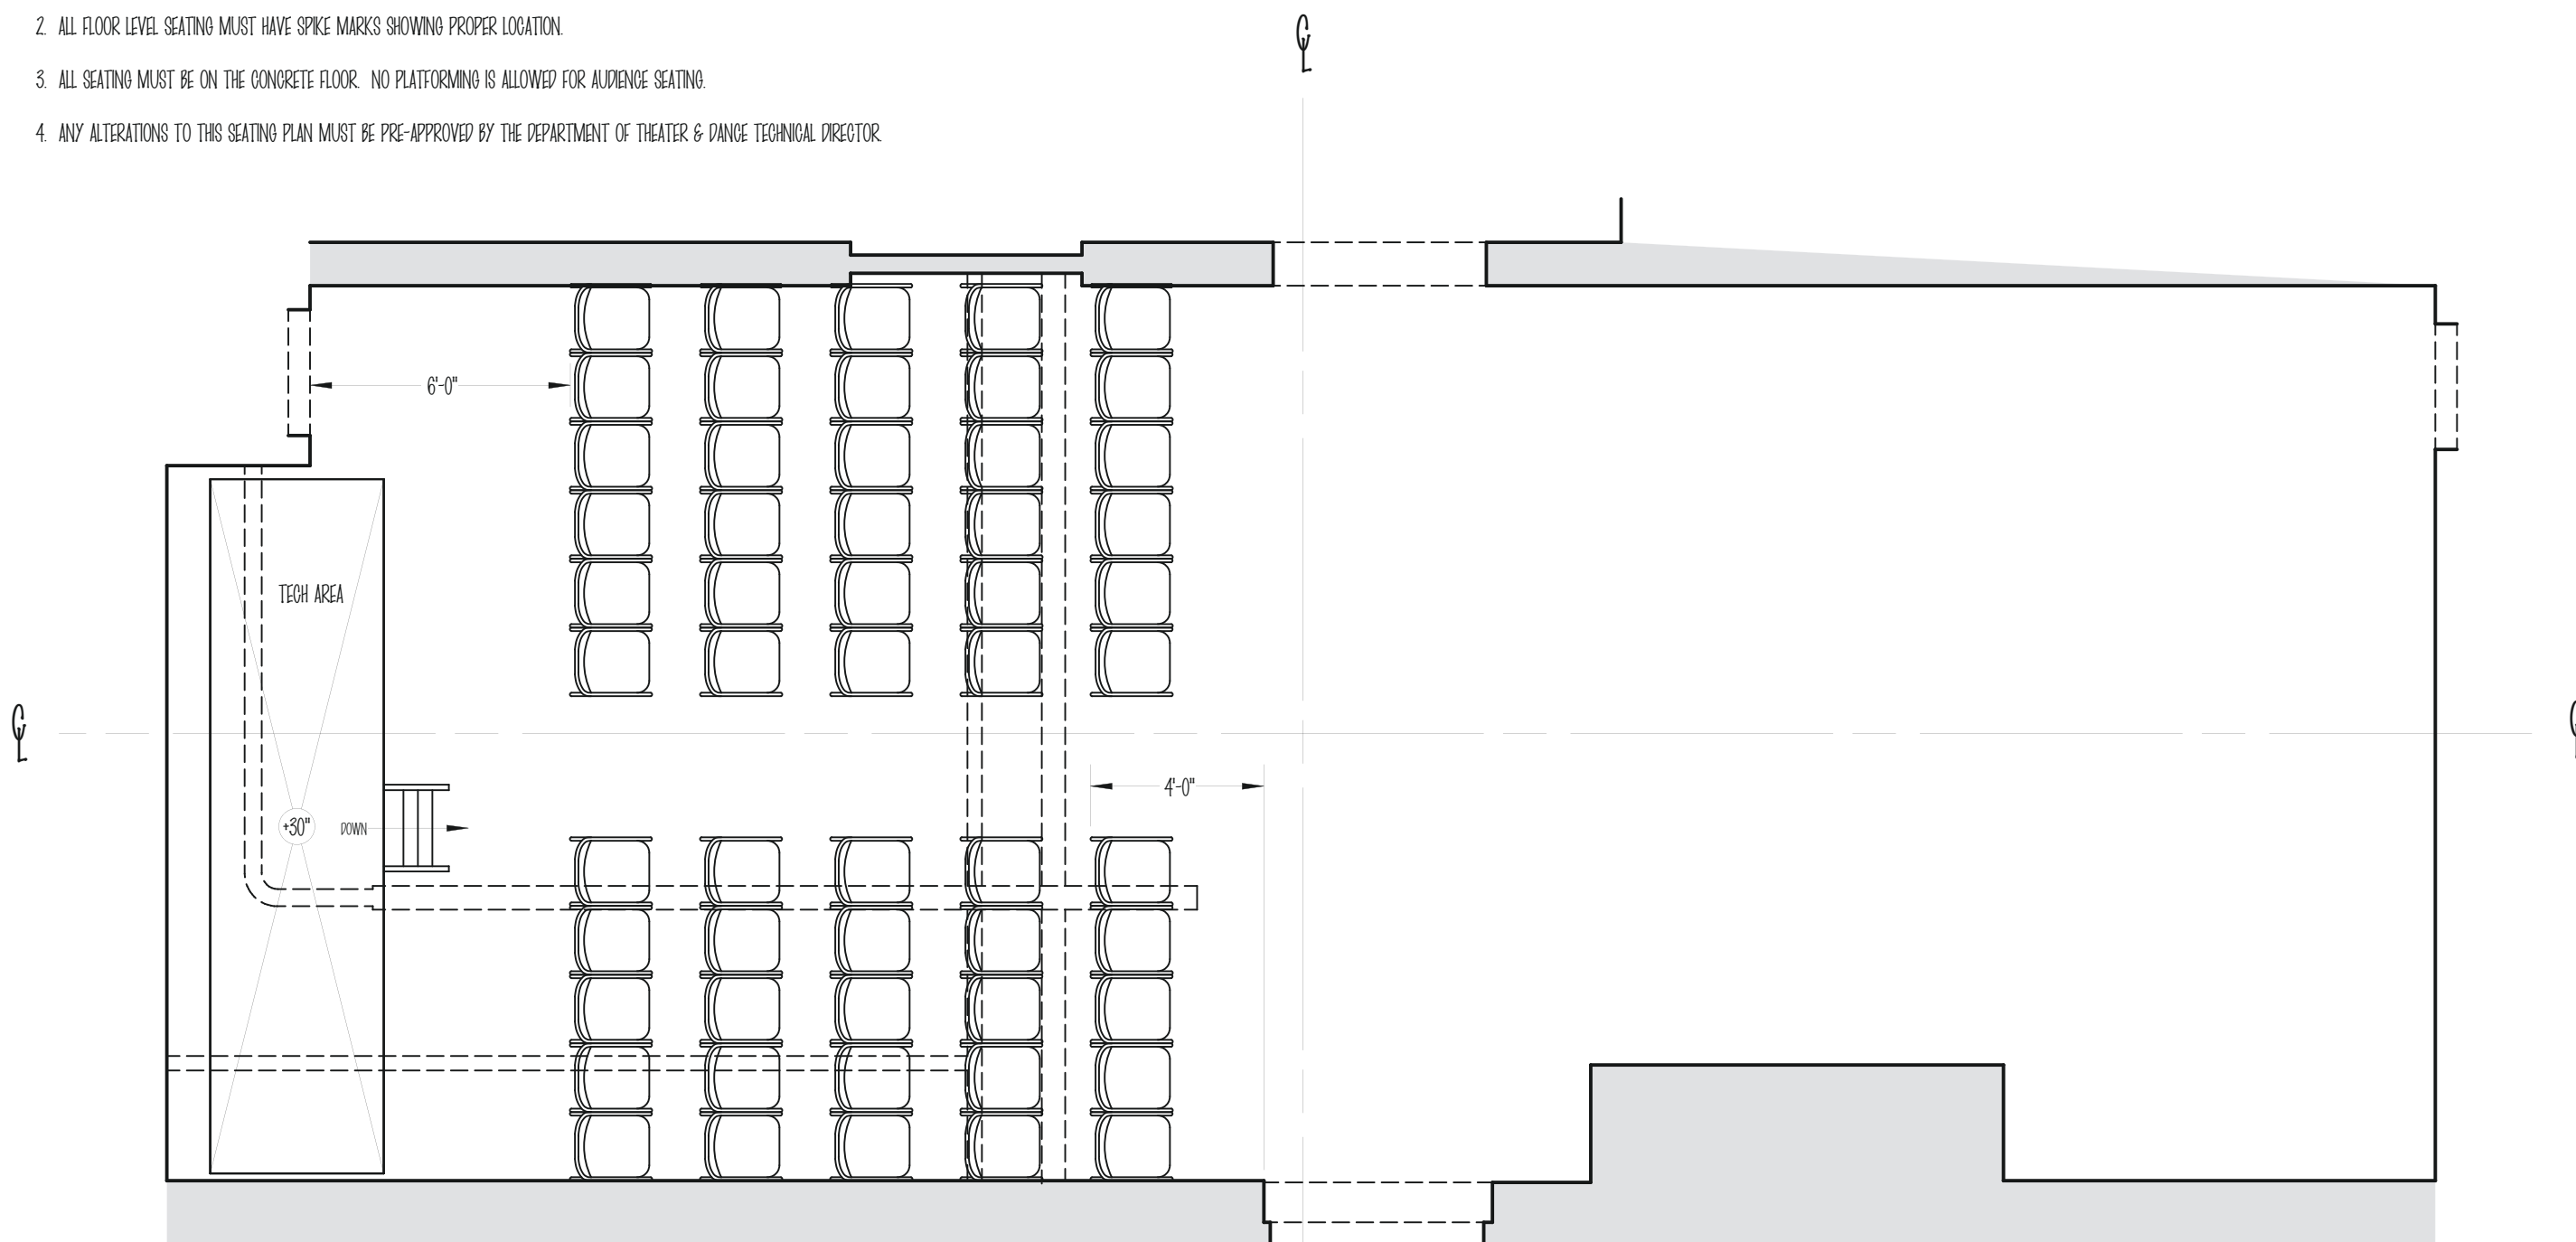 2. ALL FLOOR LEVEL SEATING MUST HAVE SPIKE MARKS SHOWING PROPER LOCATION.
3. ALL SEATING MUST BE ON THE CONCRETE FLOOR. NO PLATFORMING IS ALLOWED FOR AUDIENCE SEATING.
4. ANY ALTERATIONS TO THIS SEATING PLAN MUST BE PRE-APPROVED BY THE DEPARTMENT OF THEATER & DANCE TECHNICAL DIRECTOR.
6'-0"
TECH AREA
4'-0"
+30"
DOWN